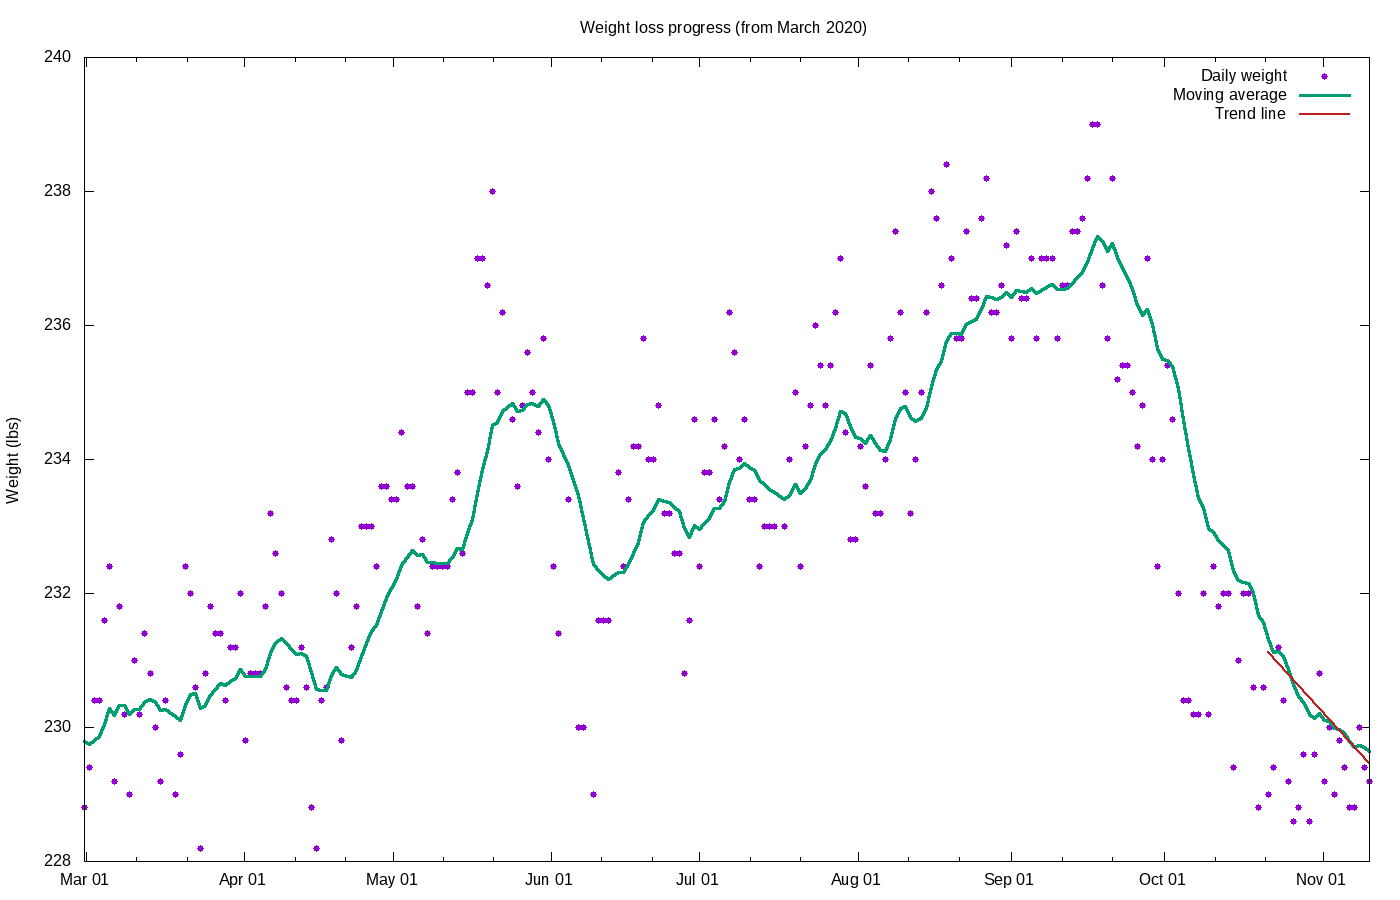 Weight loss progress (from March 2020)
240
238
236
234
232
230
228
Weight (lbs)
Daily weight
Moving average
Trend line
Mar 01 Apr 01 May 01 Jun 01 Jul 01 Aug 01 Sep 01 Oct 01 Nov 01